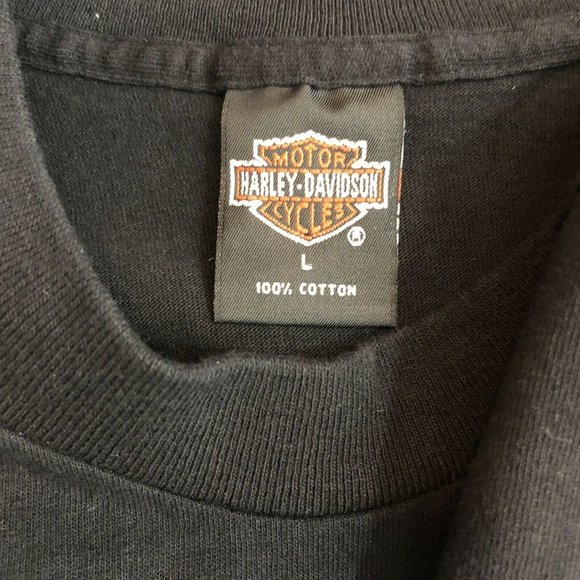 MOTOR
HARLEY-DAVIDSON
CYCLES
®
L
100% COTTON